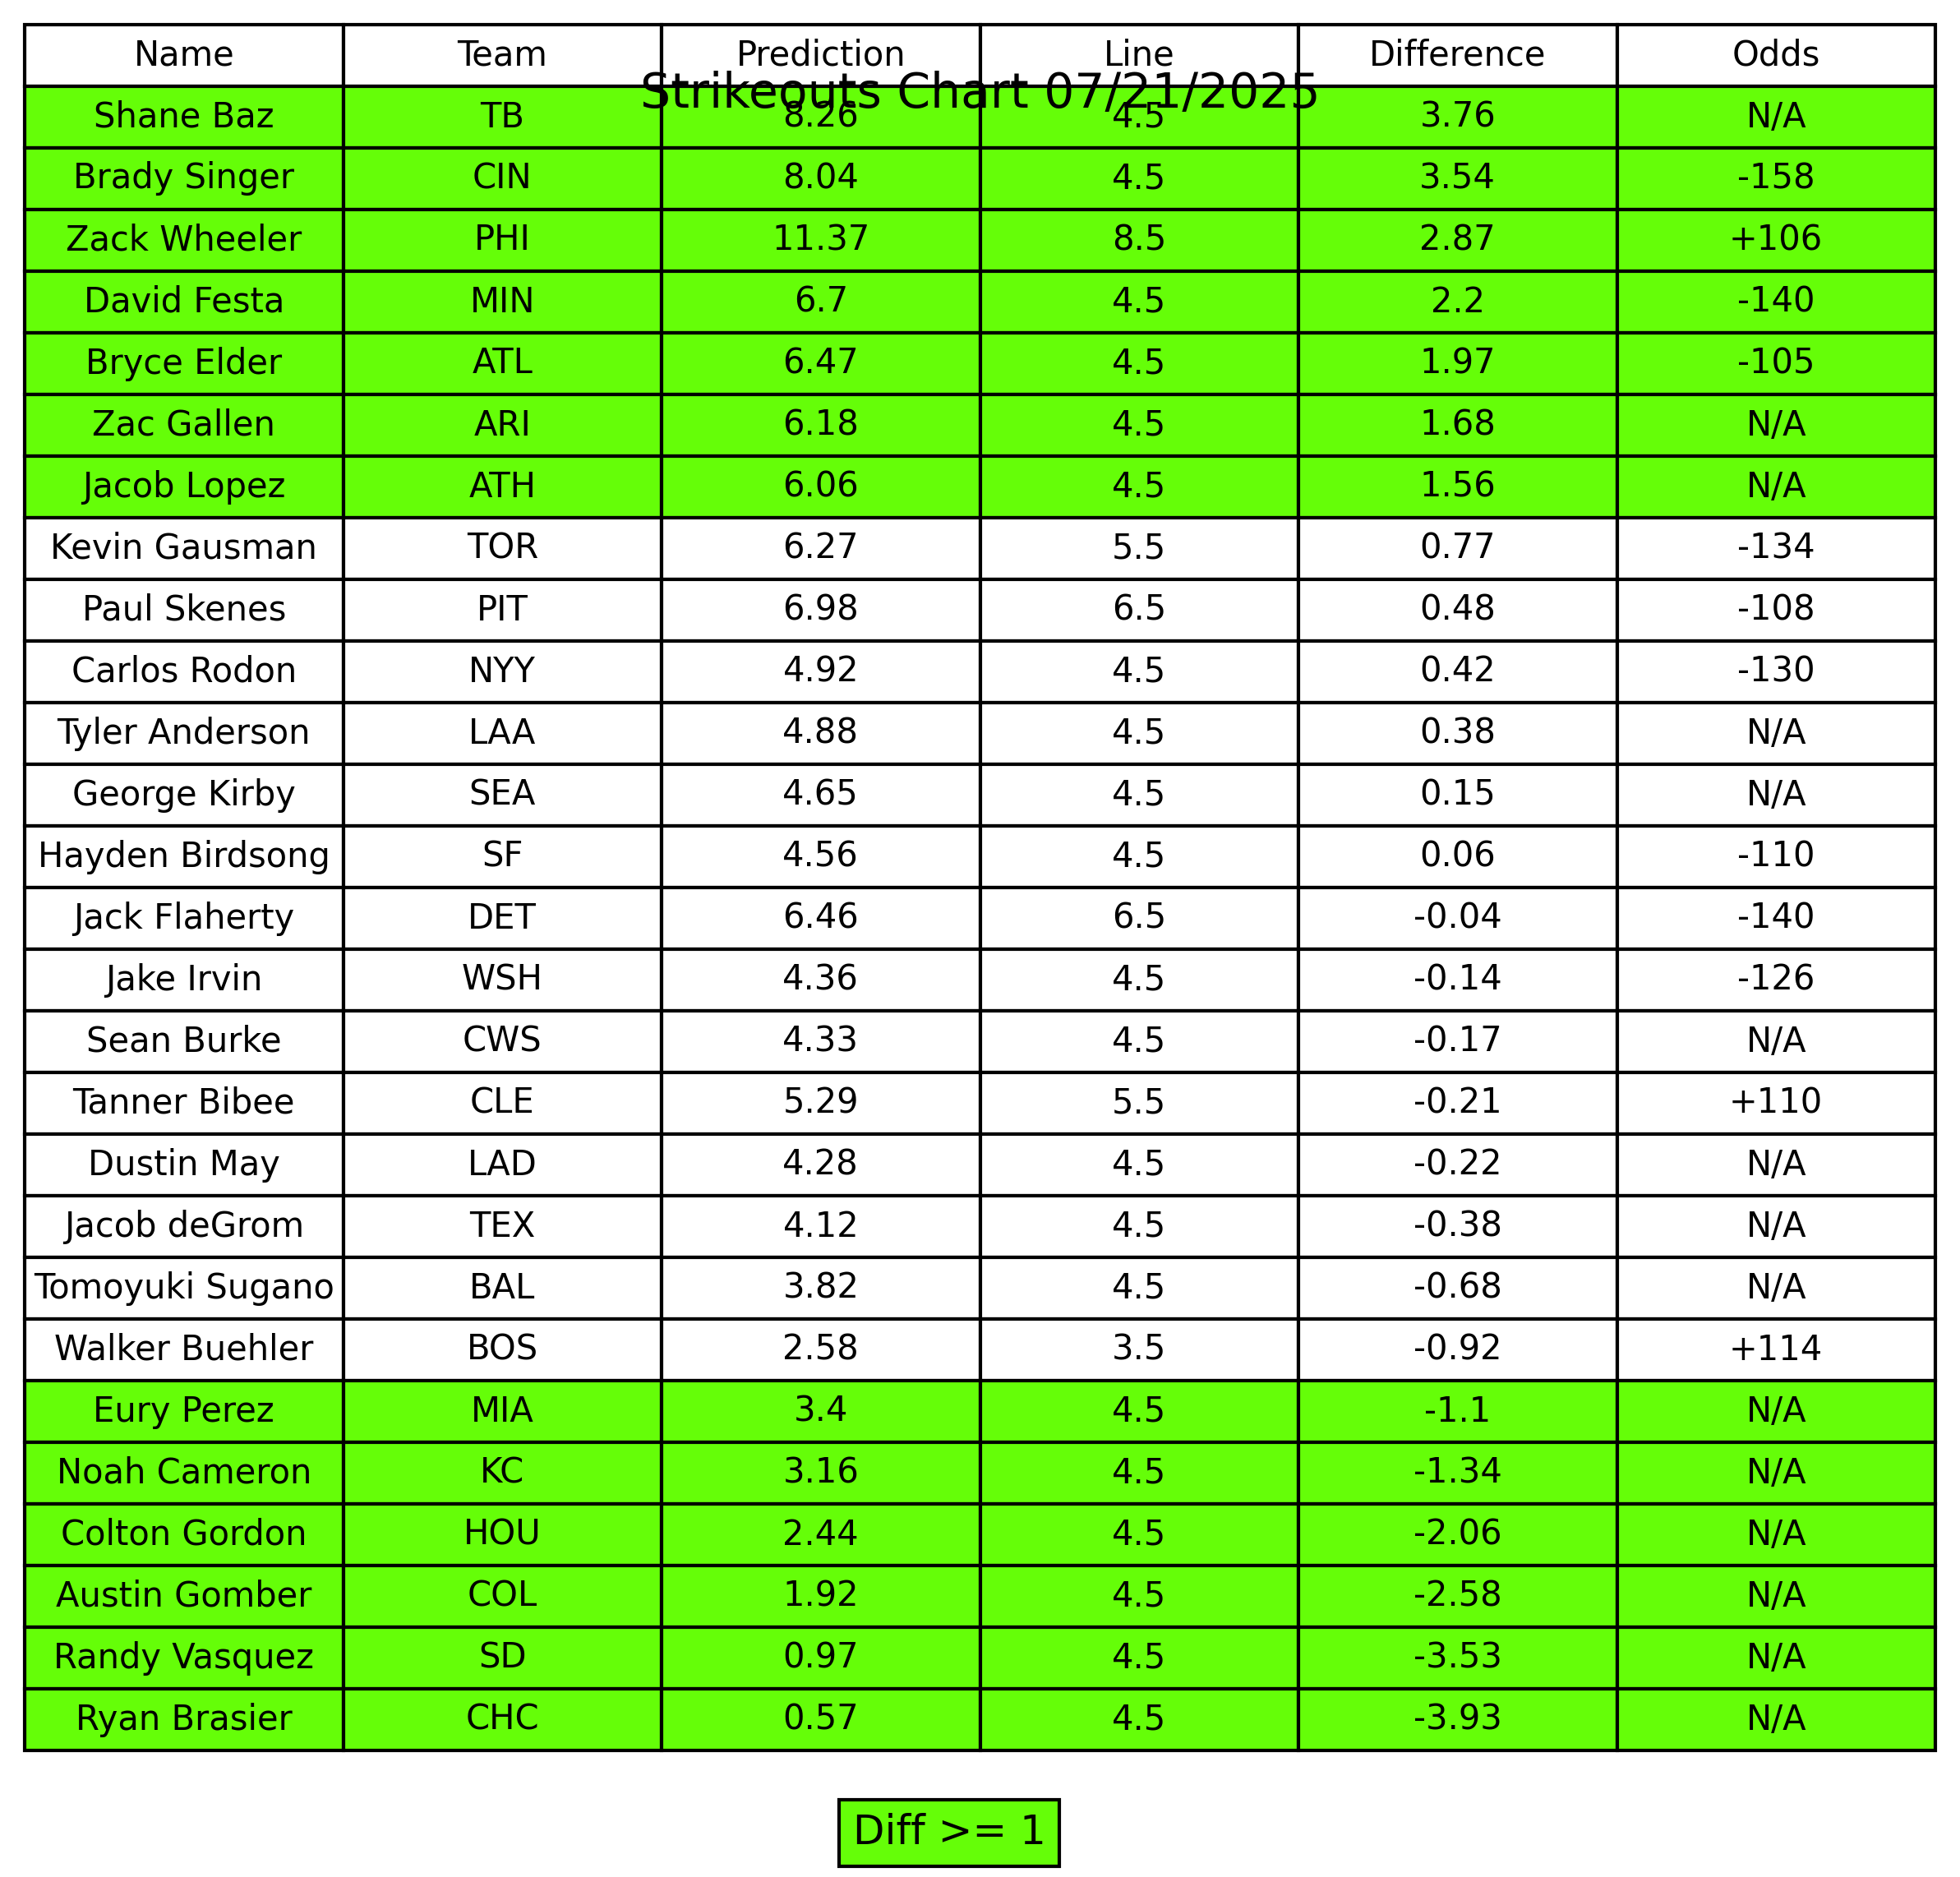 Name Team Prediction Line Difference Odds
Strikeouts Chart 07/21/2025
Shane Baz TB 8.26 4.5 3.76 N/A
Brady Singer CIN 8.04 4.5 3.54 -158
Zack Wheeler PHI 11.37 8.5 2.87 +106
David Festa MIN 6.7 4.5 2.2 -140
Bryce Elder ATL 6.47 4.5 1.97 -105
Zac Gallen ARI 6.18 4.5 1.68 N/A
Jacob Lopez ATH 6.06 4.5 1.56 N/A
Kevin Gausman TOR 6.27 5.5 0.77 -134
Paul Skenes PIT 6.98 6.5 0.48 -108
Carlos Rodon NYY 4.92 4.5 0.42 -130
Tyler Anderson LAA 4.88 4.5 0.38 N/A
George Kirby SEA 4.65 4.5 0.15 N/A
Hayden Birdsong SF 4.56 4.5 0.06 -110
Jack Flaherty DET 6.46 6.5 -0.04 -140
Jake Irvin WSH 4.36 4.5 -0.14 -126
Sean Burke CWS 4.33 4.5 -0.17 N/A
Tanner Bibee CLE 5.29 5.5 -0.21 +110
Dustin May LAD 4.28 4.5 -0.22 N/A
Jacob deGrom TEX 4.12 4.5 -0.38 N/A
Tomoyuki Sugano BAL 3.82 4.5 -0.68 N/A
Walker Buehler BOS 2.58 3.5 -0.92 +114
Eury Perez MIA 3.4 4.5 -1.1 N/A
Noah Cameron KC 3.16 4.5 -1.34 N/A
Colton Gordon HOU 2.44 4.5 -2.06 N/A
Austin Gomber COL 1.92 4.5 -2.58 N/A
Randy Vasquez SD 0.97 4.5 -3.53 N/A
Ryan Brasier CHC 0.57 4.5 -3.93 N/A
Diff >= 1